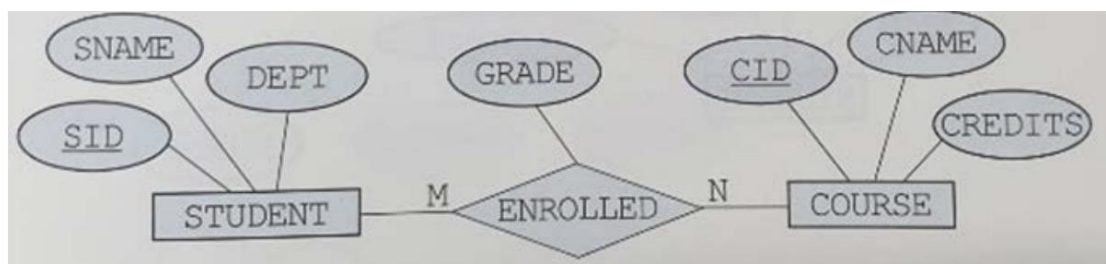 SNAME
DEPT
GRADE
CID
CNAME
SID
CREDITS
STUDENT
M
ENROLLED
N
COURSE